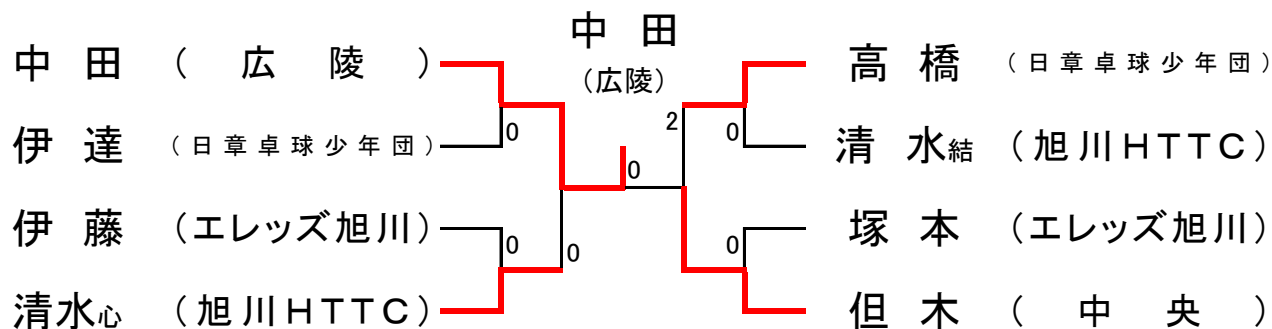 中田
(広陵)
中田 (広陵)
0
伊達 (日章卓球少年団)
伊藤 (エレッズ旭川)
0
清水心 (旭川HTTC)
0
0
2
高橋 (日章卓球少年団)
0
清水結 (旭川HTTC)
塚本 (エレッズ旭川)
0
但木 (中央)